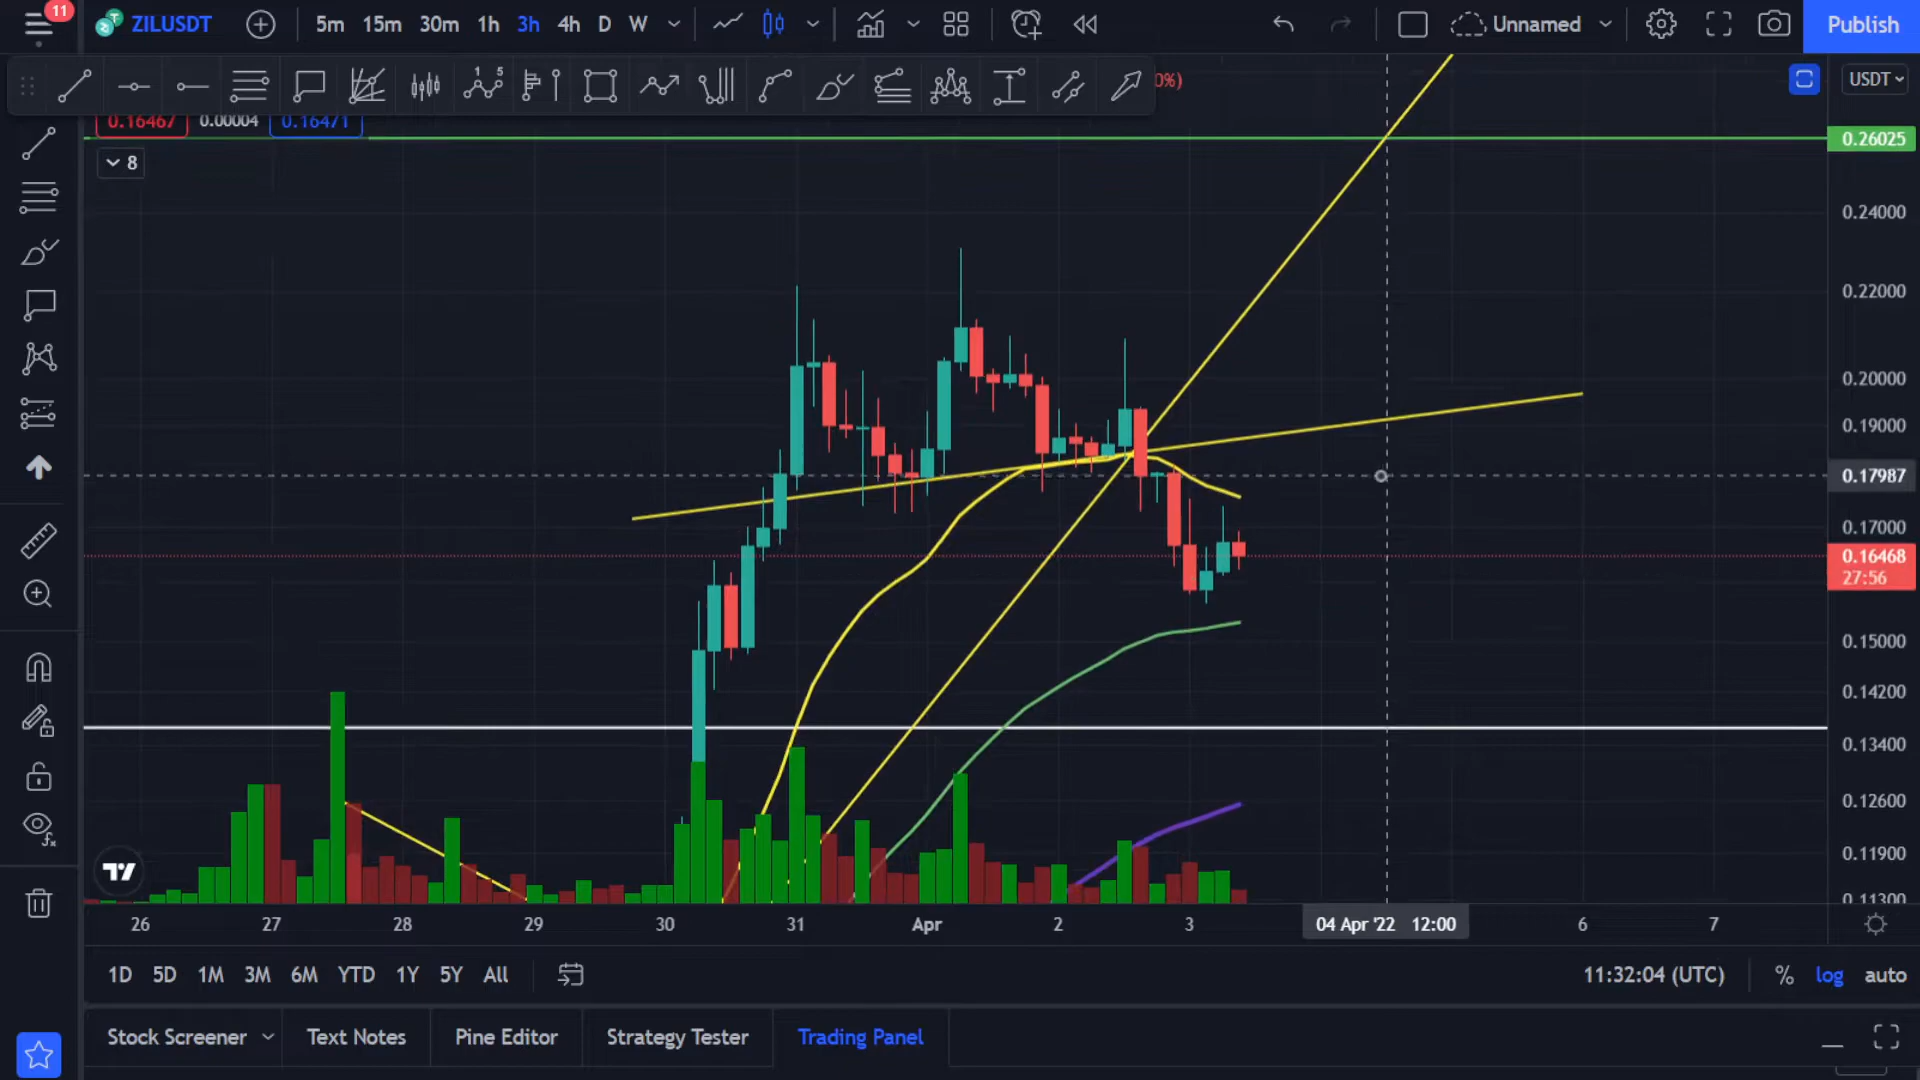 11
ZILUSDT
5m 15m 30m 1h 3h 4h D W
Unnamed
Publish
0%)
USDT
0.16467 0.00004 0.16471
8
0.26025
0.24000
0.22000
0.20000
0.19000
0.17987
0.17000
0.16468
27:56
0.15000
0.14200
0.13400
0.12600
0.11900
0.11300
26 27 28 29 30 31 Apr 2 3 04 Apr '22 12:00 6 7
1D 5D 1M 3M 6M YTD 1Y 5Y All
11:32:04 (UTC) % log auto
Stock Screener Text Notes Pine Editor Strategy Tester Trading Panel